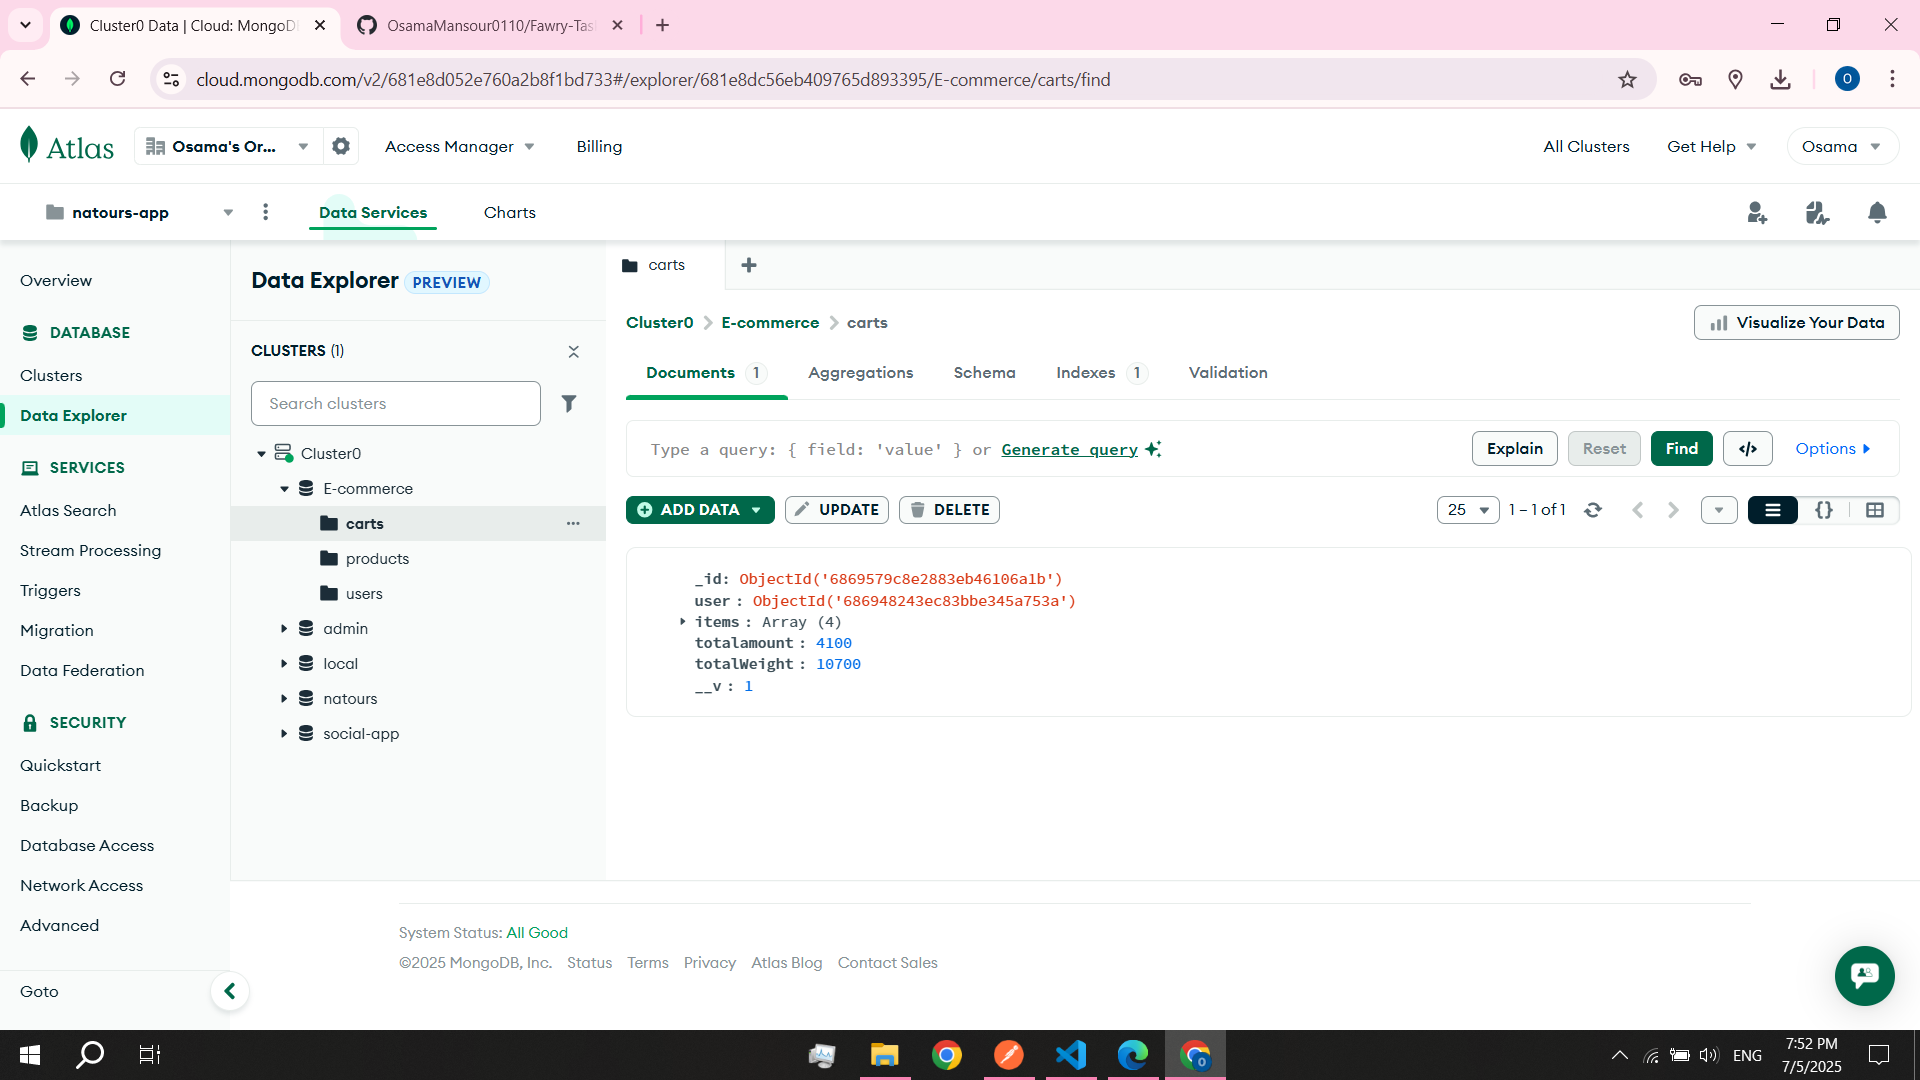 Cluster0 Data | Cloud: MongoD
OsamaMansour0110/Fawry-Tas
cloud.mongodb.com/v2/681e8d052e760a2b8f1bd733#/explorer/681e8dc56eb409765d893395/E-commerce/carts/find
O
Atlas
Osama's Or...
Access Manager
Billing
All Clusters
Get Help
Osama
natours-app
Data Services
Charts
Overview
DATABASE
Clusters
Data Explorer
SERVICES
Atlas Search
Stream Processing
Triggers
Migration
Data Federation
SECURITY
Quickstart
Backup
Database Access
Network Access
Advanced
Goto
Data Explorer PREVIEW
CLUSTERS (1)
Search clusters
Cluster0
E-commerce
carts
products
users
admin
local
natours
social-app
carts
Cluster0 > E-commerce > carts
Visualize Your Data
Documents 1
Aggregations
Schema
Indexes 1
Validation
Type a query: { field: 'value' } or Generate query
Explain
Reset
Find
</>
Options
ADD DATA
UPDATE
DELETE
25
1 – 1 of 1
{}
_id: ObjectId('6869579c8e2883eb46106a1b')
user : ObjectId('686948243ec83bbe345a753a')
items : Array (4)
totalamount : 4100
totalWeight : 10700
__v : 1
System Status: All Good
©2025 MongoDB, Inc. Status Terms Privacy Atlas Blog Contact Sales
O
ENG
7:52 PM
7/5/2025